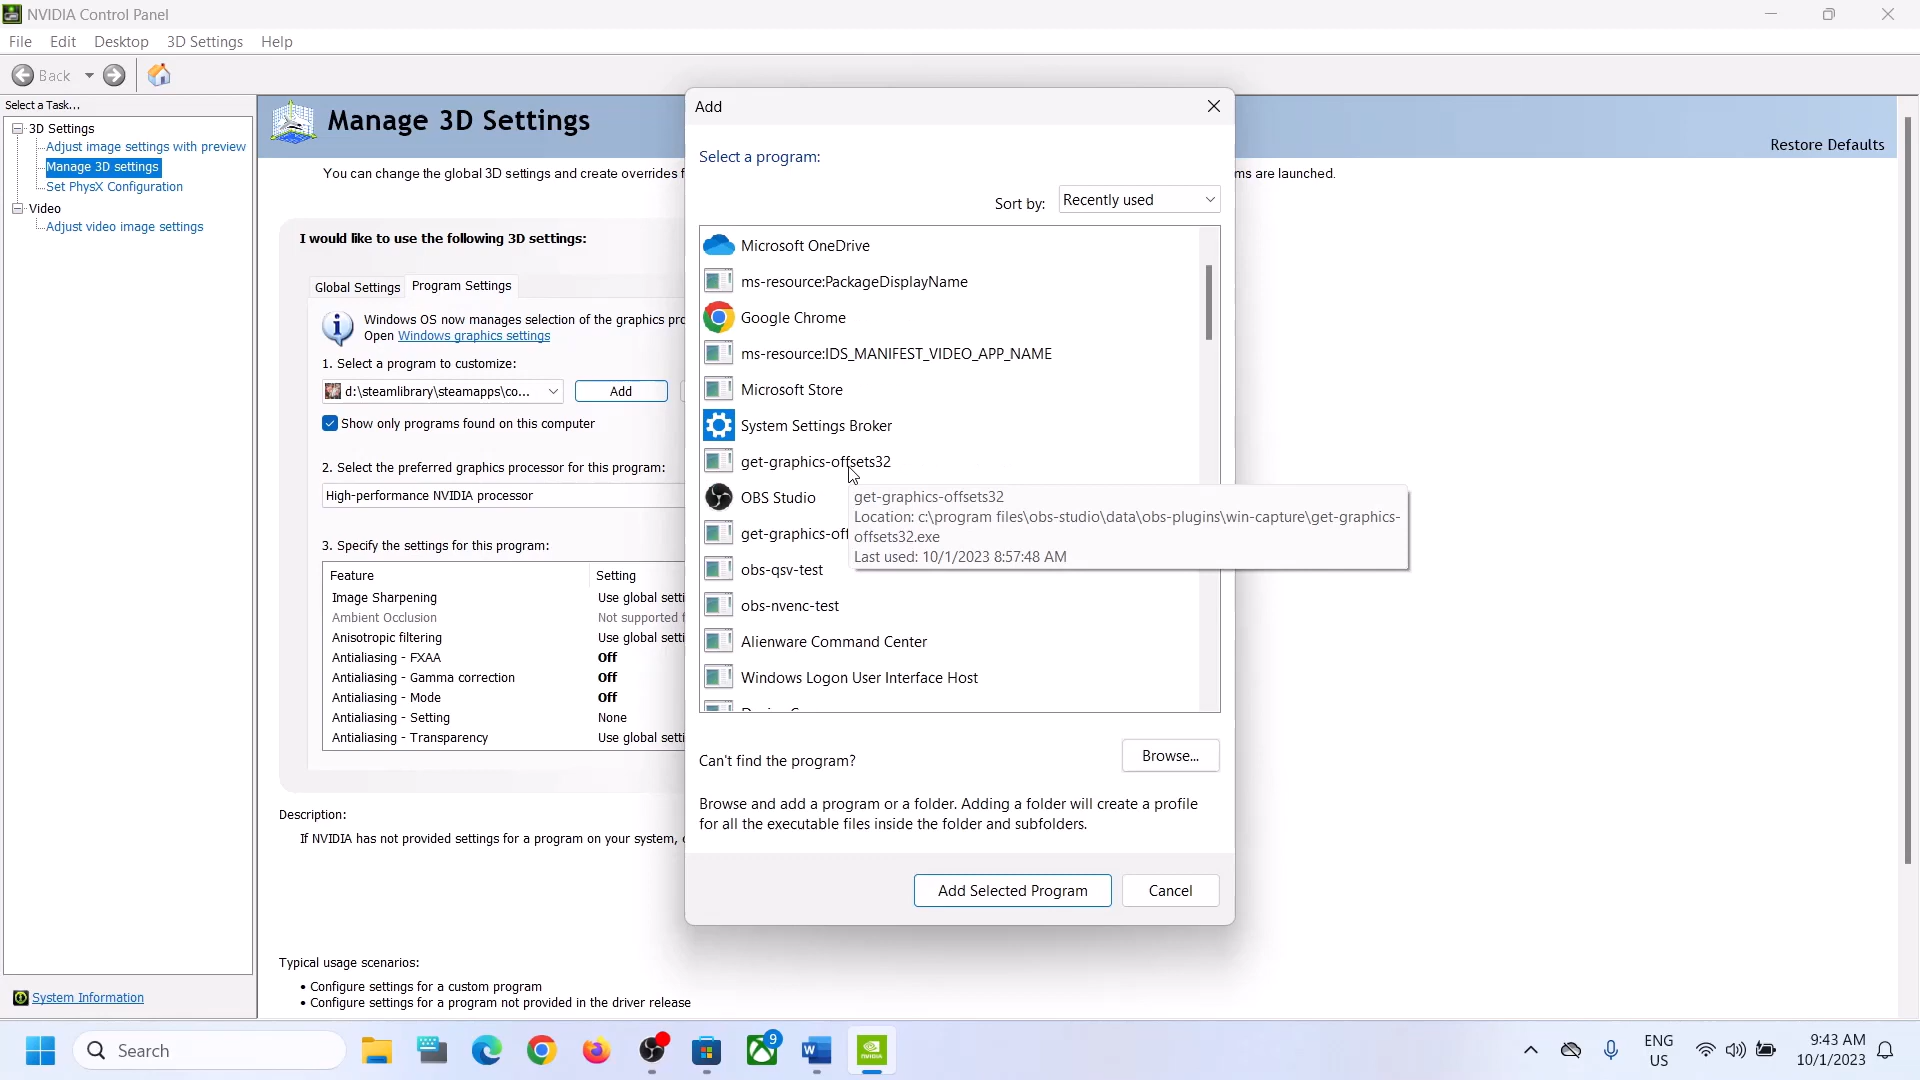 NVIDIA Control Panel
File Edit Desktop 3D Settings Help
Back
Select a Task...
3D Settings
Adjust image settings with preview
Manage 3D settings
Set PhysX Configuration
Video
Adjust video image settings
System Information
Manage 3D Settings
Restore Defaults
You can change the global 3D settings and create overrides f
ms are launched.
I would like to use the following 3D settings:
Global Settings
Program Settings
Windows OS now manages selection of the graphics pro
Open Windows graphics settings
1. Select a program to customize:
d:\steamlibrary\steamapps\co...
Add
Show only programs found on this computer
2. Select the preferred graphics processor for this program:
High-performance NVIDIA processor
3. Specify the settings for this program:
Feature Setting
Image Sharpening Use global setti
Ambient Occlusion Not supported f
Anisotropic filtering Use global setti
Antialiasing - FXAA Off
Antialiasing - Gamma correction Off
Antialiasing - Mode Off
Antialiasing - Setting None
Antialiasing - Transparency Use global setti
Description:
If NVIDIA has not provided settings for a program on your system,
Typical usage scenarios:
• Configure settings for a custom program
• Configure settings for a program not provided in the driver release
Add
Select a program:
Sort by: Recently used
Microsoft OneDrive
ms-resource:PackageDisplayName
Google Chrome
ms-resource:IDS_MANIFEST_VIDEO_APP_NAME
Microsoft Store
System Settings Broker
get-graphics-offsets32
OBS Studio
get-graphics-off
obs-qsv-test
obs-nvenc-test
Alienware Command Center
Windows Logon User Interface Host
get-graphics-offsets32
Location: c:\program files\obs-studio\data\obs-plugins\win-capture\get-graphics-
offsets32.exe
Last used: 10/1/2023 8:57:48 AM
Can't find the program?
Browse...
Browse and add a program or a folder. Adding a folder will create a profile
for all the executable files inside the folder and subfolders.
Add Selected Program
Cancel
Search
9
ENG
US
9:43 AM
10/1/2023